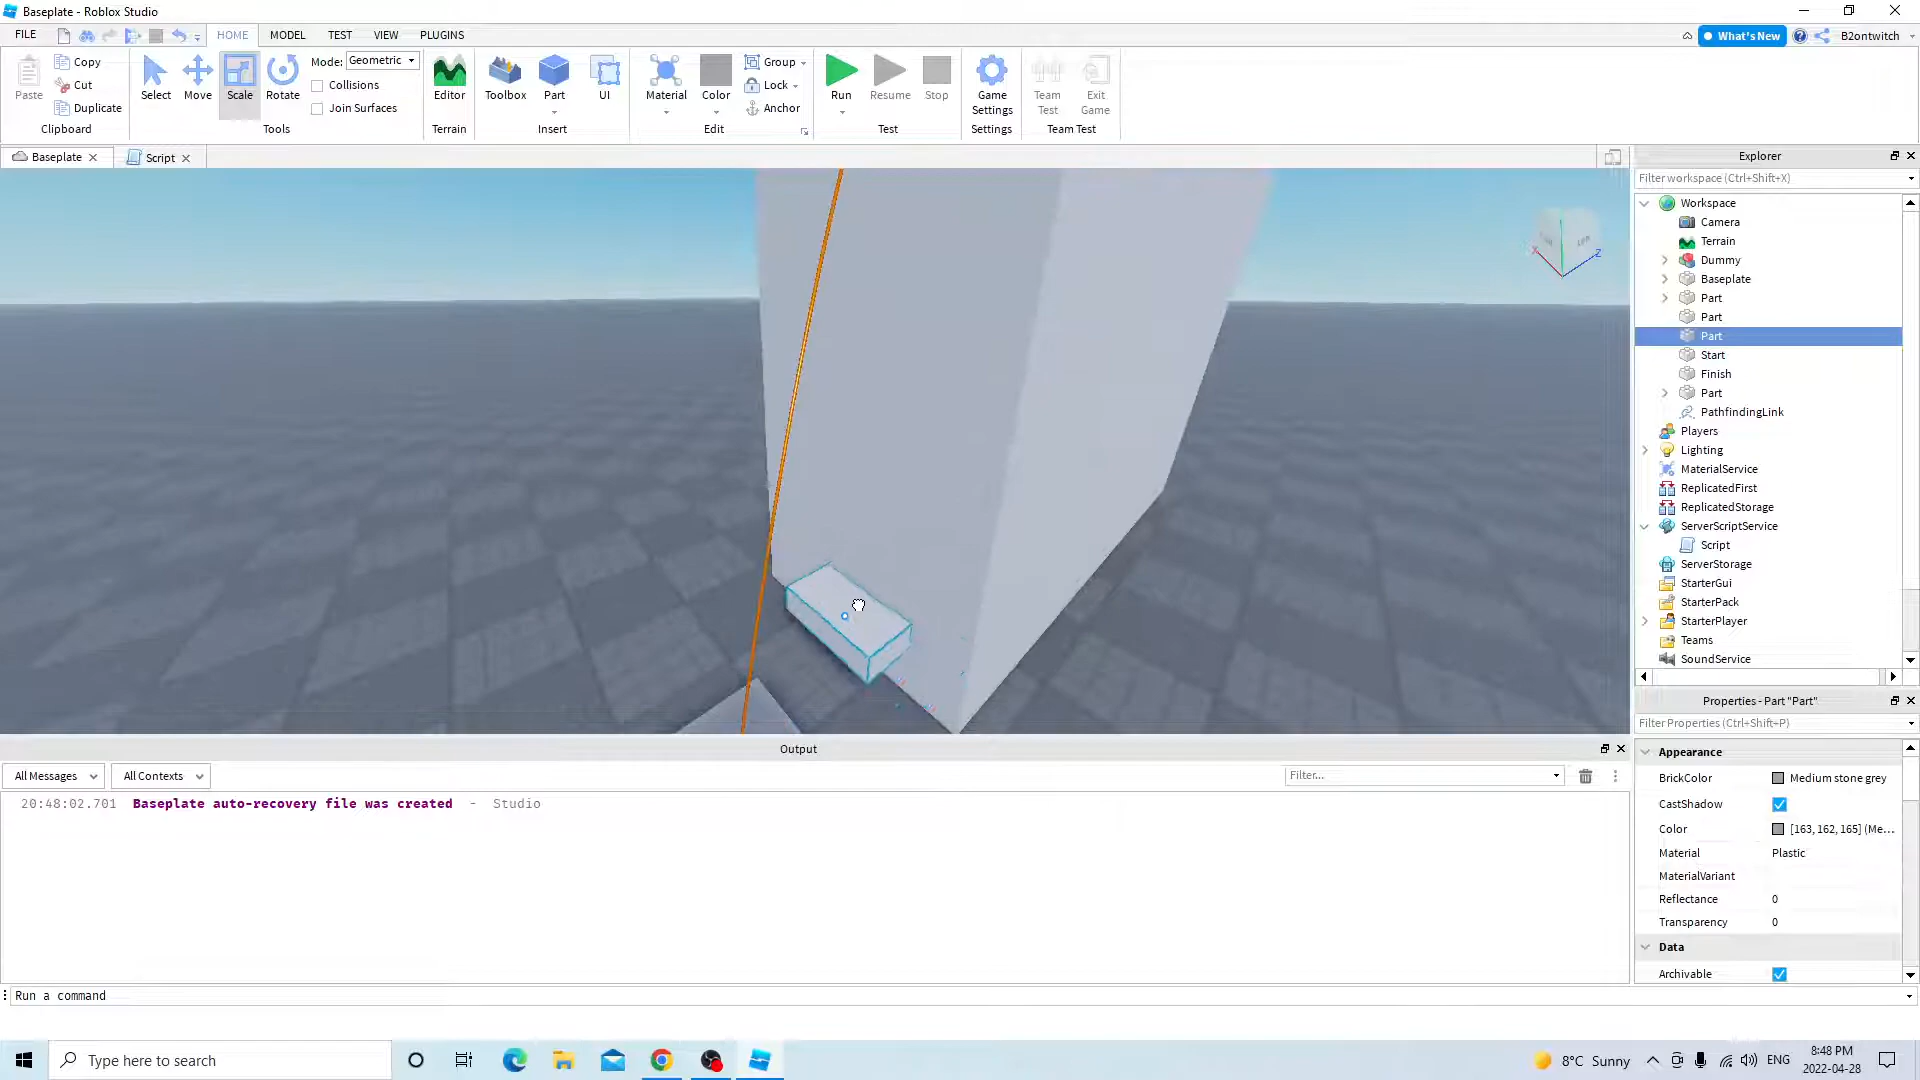 Baseplate - Roblox Studio
FILE
HOME
MODEL
TEST
VIEW
PLUGINS
What's New
B2ontwitch
Paste
Copy
Cut
Duplicate
Clipboard
Select
Move
Scale
Rotate
Mode: Geometric
Collisions
Join Surfaces
Tools
Editor
Terrain
Toolbox
Part
UI
Insert
Material
Color
Group
Lock
Anchor
Edit
Run
Resume
Stop
Test
Game Settings
Settings
Team Test
Exit Game
Team Test
Baseplate
Script
X
Z
Explorer
Filter workspace (Ctrl+Shift+X)
Workspace
Camera
Terrain
Dummy
Baseplate
Part
Part
Part
Start
Finish
Part
PathfindingLink
Players
Lighting
MaterialService
ReplicatedFirst
ReplicatedStorage
ServerScriptService
Script
ServerStorage
StarterGui
StarterPack
StarterPlayer
Teams
SoundService
Properties - Part "Part"
Filter Properties (Ctrl+Shift+P)
Appearance
BrickColor Medium stone grey
CastShadow
Color [163, 162, 165] (Me...
Material Plastic
MaterialVariant
Reflectance 0
Transparency 0
Data
Archivable
Output
All Messages
All Contexts
Filter...
20:48:02.701 Baseplate auto-recovery file was created - Studio
Run a command
Type here to search
8°C Sunny
ENG
8:48 PM
2022-04-28